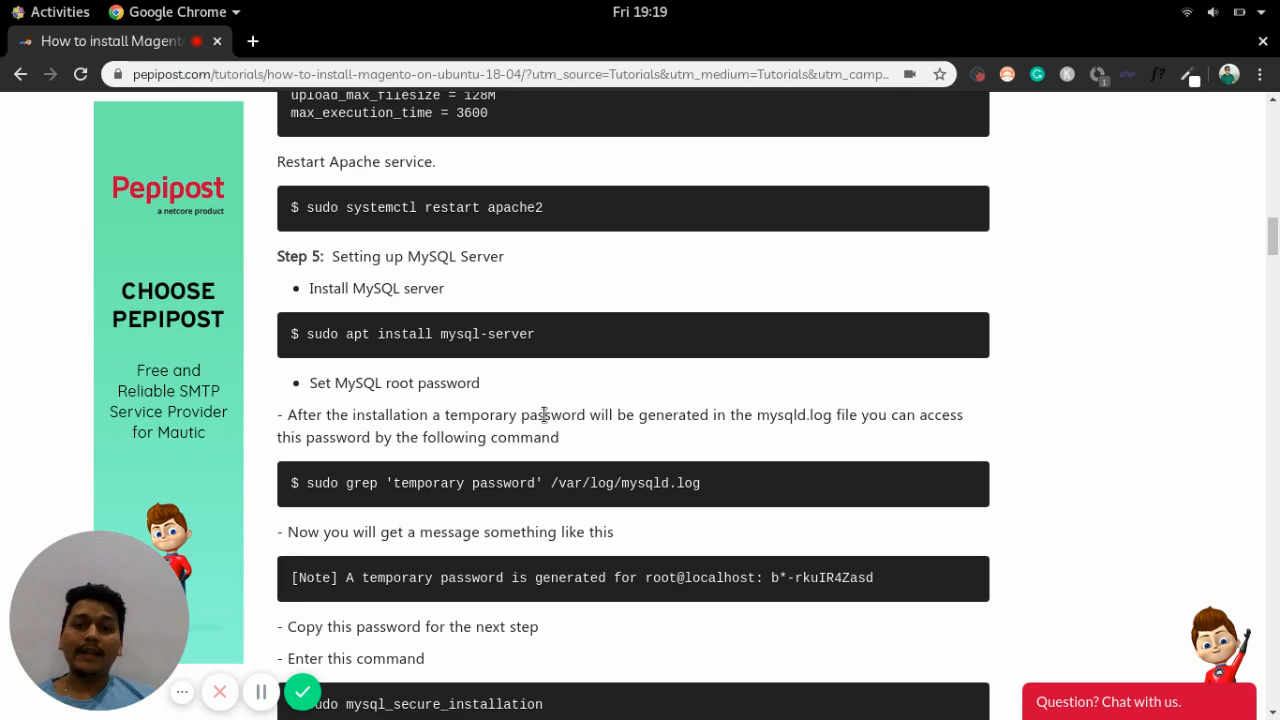 Activities
Google Chrome
Fri 19:19
How to install Magent
pepipost.com/tutorials/how-to-install-magento-on-ubuntu-18-04/?utm_source=Tutorials&utm_medium=Tutorials&utm_camp...
php
1
upload_max_filesize = 128M
max_execution_time = 3600
Restart Apache service.
$ sudo systemctl restart apache2
Step 5: Setting up MySQL Server
• Install MySQL server
$ sudo apt install mysql-server
• Set MySQL root password
- After the installation a temporary password will be generated in the mysqld.log file you can access
this password by the following command
$ sudo grep 'temporary password' /var/log/mysqld.log
- Now you will get a message something like this
[Note] A temporary password is generated for root@localhost: b*-rkuIR4Zasd
- Copy this password for the next step
- Enter this command
sudo mysql_secure_installation
Pepipost
a netcore product
CHOOSE
PEPIPOST
Free and
Reliable SMTP
Service Provider
for Mautic
Question? Chat with us.